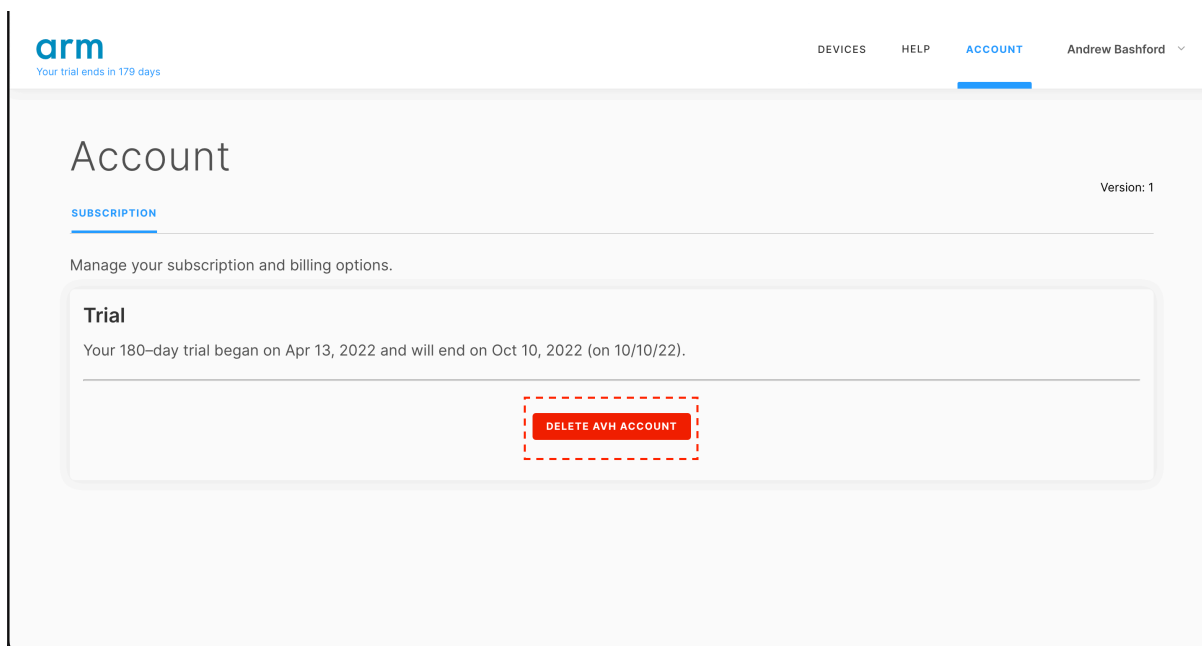 arm
Your trial ends in 179 days
DEVICES HELP ACCOUNT Andrew Bashford
Account
Version: 1
SUBSCRIPTION
Manage your subscription and billing options.
Trial
Your 180–day trial began on Apr 13, 2022 and will end on Oct 10, 2022 (on 10/10/22).
DELETE AVH ACCOUNT